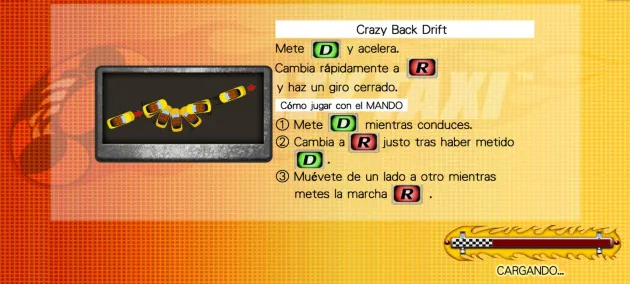 Crazy Back Drift
Mete D y acelera.
Cambia rápidamente a R
y haz un giro cerrado.
Cómo jugar con el MANDO
① Mete D mientras conduces.
② Cambia a R justo tras haber metido
D .
③ Muévete de un lado a otro mientras
metes la marcha R .
AXI
CARGANDO...